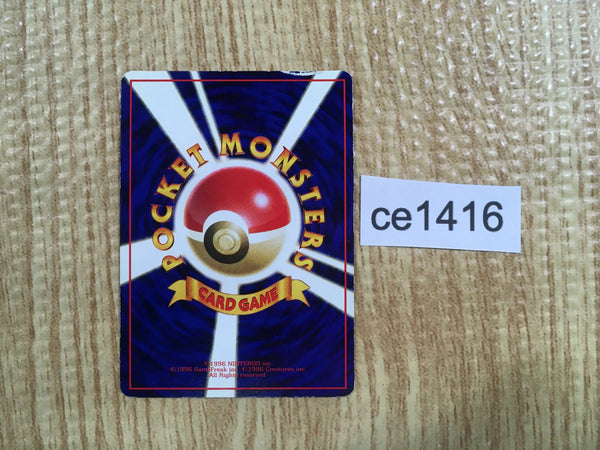 POCKET MONSTERS
CARD GAME
©1996 NINTENDO inc.
©1996 GameFreak inc. ©1996 Creatures inc.
All Rights reserved.
ce1416